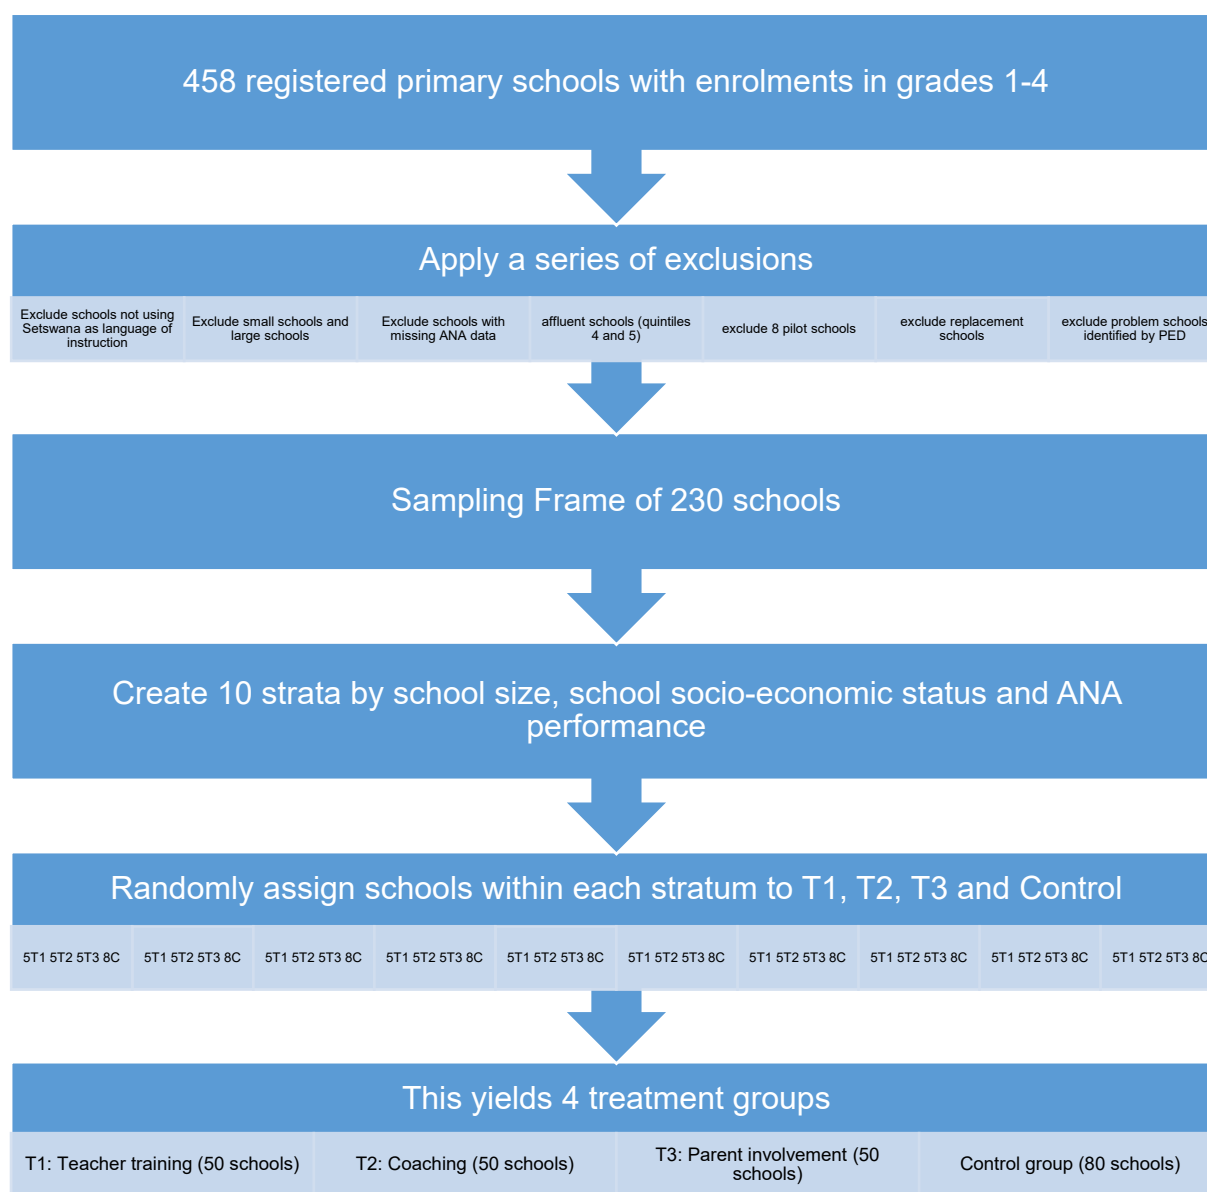 458 registered primary schools with enrolments in grades 1-4
Apply a series of exclusions
Exclude schools not using
Setswana as language of
instruction
Exclude small schools and
large schools
Exclude schools with
missing ANA data
affluent schools (quintiles
4 and 5)
exclude 8 pilot schools
exclude replacement
schools
exclude problem schools
identified by PED
Sampling Frame of 230 schools
Create 10 strata by school size, school socio-economic status and ANA
performance
Randomly assign schools within each stratum to T1, T2, T3 and Control
5T1 5T2 5T3 8C
5T1 5T2 5T3 8C
5T1 5T2 5T3 8C
5T1 5T2 5T3 8C
5T1 5T2 5T3 8C
5T1 5T2 5T3 8C
5T1 5T2 5T3 8C
5T1 5T2 5T3 8C
5T1 5T2 5T3 8C
5T1 5T2 5T3 8C
This yields 4 treatment groups
T1: Teacher training (50 schools)
T2: Coaching (50 schools)
T3: Parent involvement (50
schools)
Control group (80 schools)